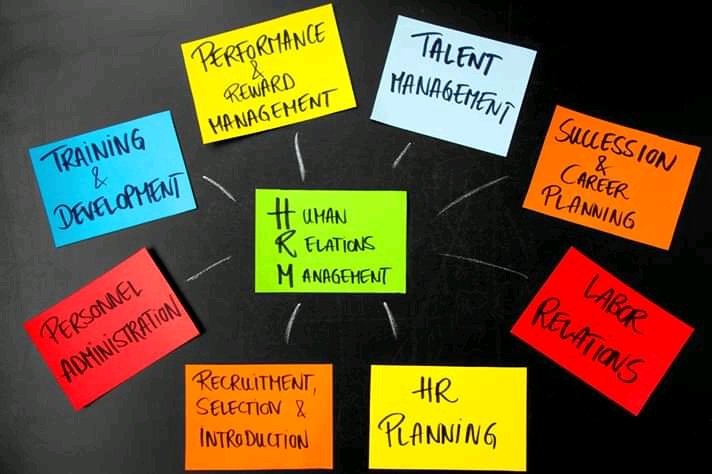 PERFORMANCE
&
REWARD
MANAGEMENT
TALENT
MANAGEMENT
TRAINING
&
DEVELOPMENT
SUCCESSION
&
CAREER
PLANNING
HUMAN
RELATIONS
MANAGEMENT
PERSONNEL
ADMINISTRATION
LABOR
RELATIONS
RECRUITMENT,
SELECTION &
INTRODUCTION
HR
PLANNING